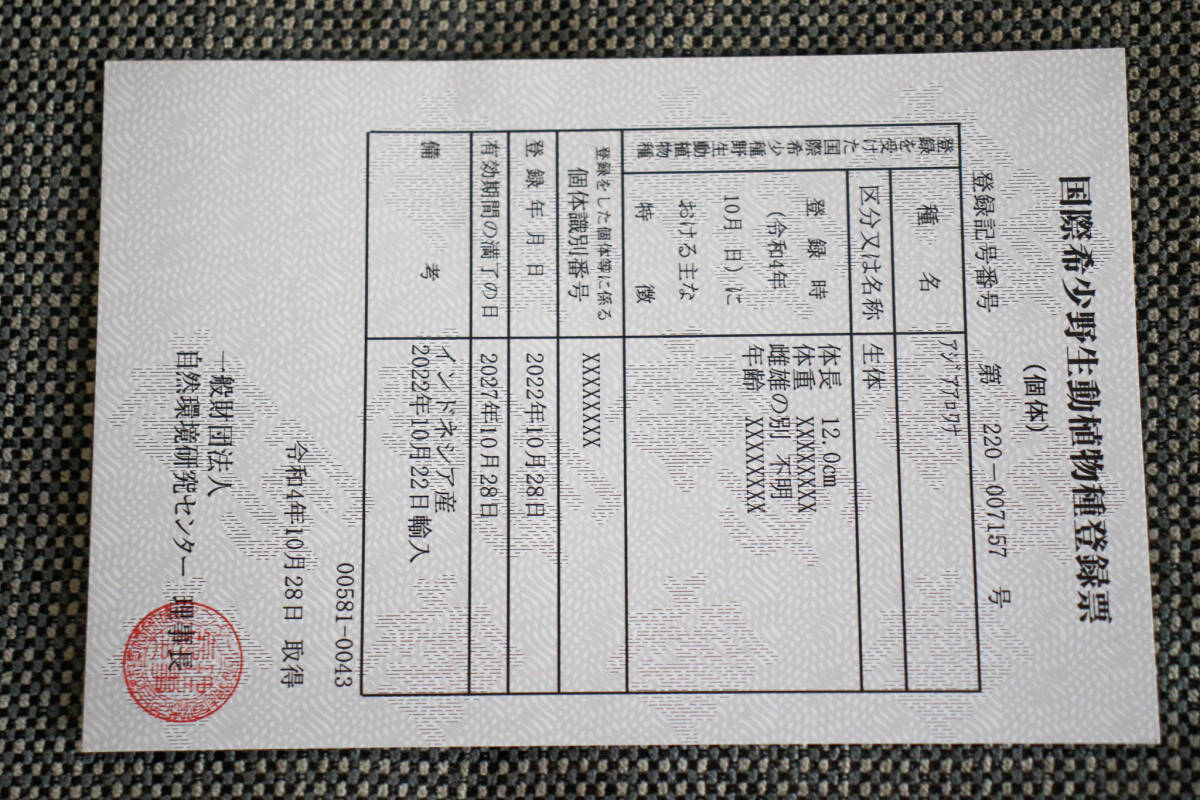 国際希少野生動植物種登録票
(個体)
登録記号番号 第 220-007157 号
登録を受けた国際希少野生動植物種
種名 アジアアロワナ
区分又は名称 生体
登録時
(令和4年
10月 日)に
おける主な
特徴
体長 12.0cm
体重 XXXXXXXX
雌雄の別 不明
年齢 XXXXXXXX
登録をした個体等に係る
個体識別番号 XXXXXXXX
登録年月日 2022年10月28日
有効期間の満了の日 2027年10月28日
備考
インドネシア産
2022年10月22日輸入
00581-0043
令和4年10月28日 取得
一般財団法人
自然環境研究センター 理事長